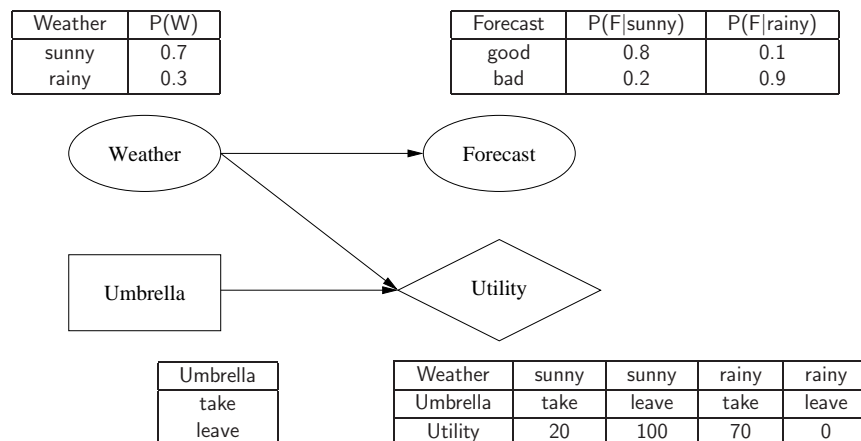 Weather P(W)
sunny 0.7
rainy 0.3
Forecast P(F|sunny) P(F|rainy)
good 0.8 0.1
bad 0.2 0.9
Weather
Forecast
Umbrella
Utility
Umbrella
take
leave
Weather sunny sunny rainy rainy
Umbrella take leave take leave
Utility 20 100 70 0